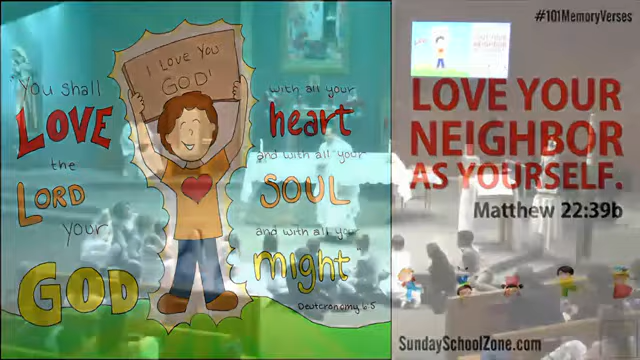 You shall
LOVE
the
LORD
your
GOD
I LOVE YOU
GOD!
with all your
heart
and with all your
SOUL
and with all your
might"
Deuteronomy 6:5
#101MemoryVerses
LOVE YOUR
NEIGHBOR
AS YOURSELF.
Matthew 22:39b
SundaySchoolZone.com